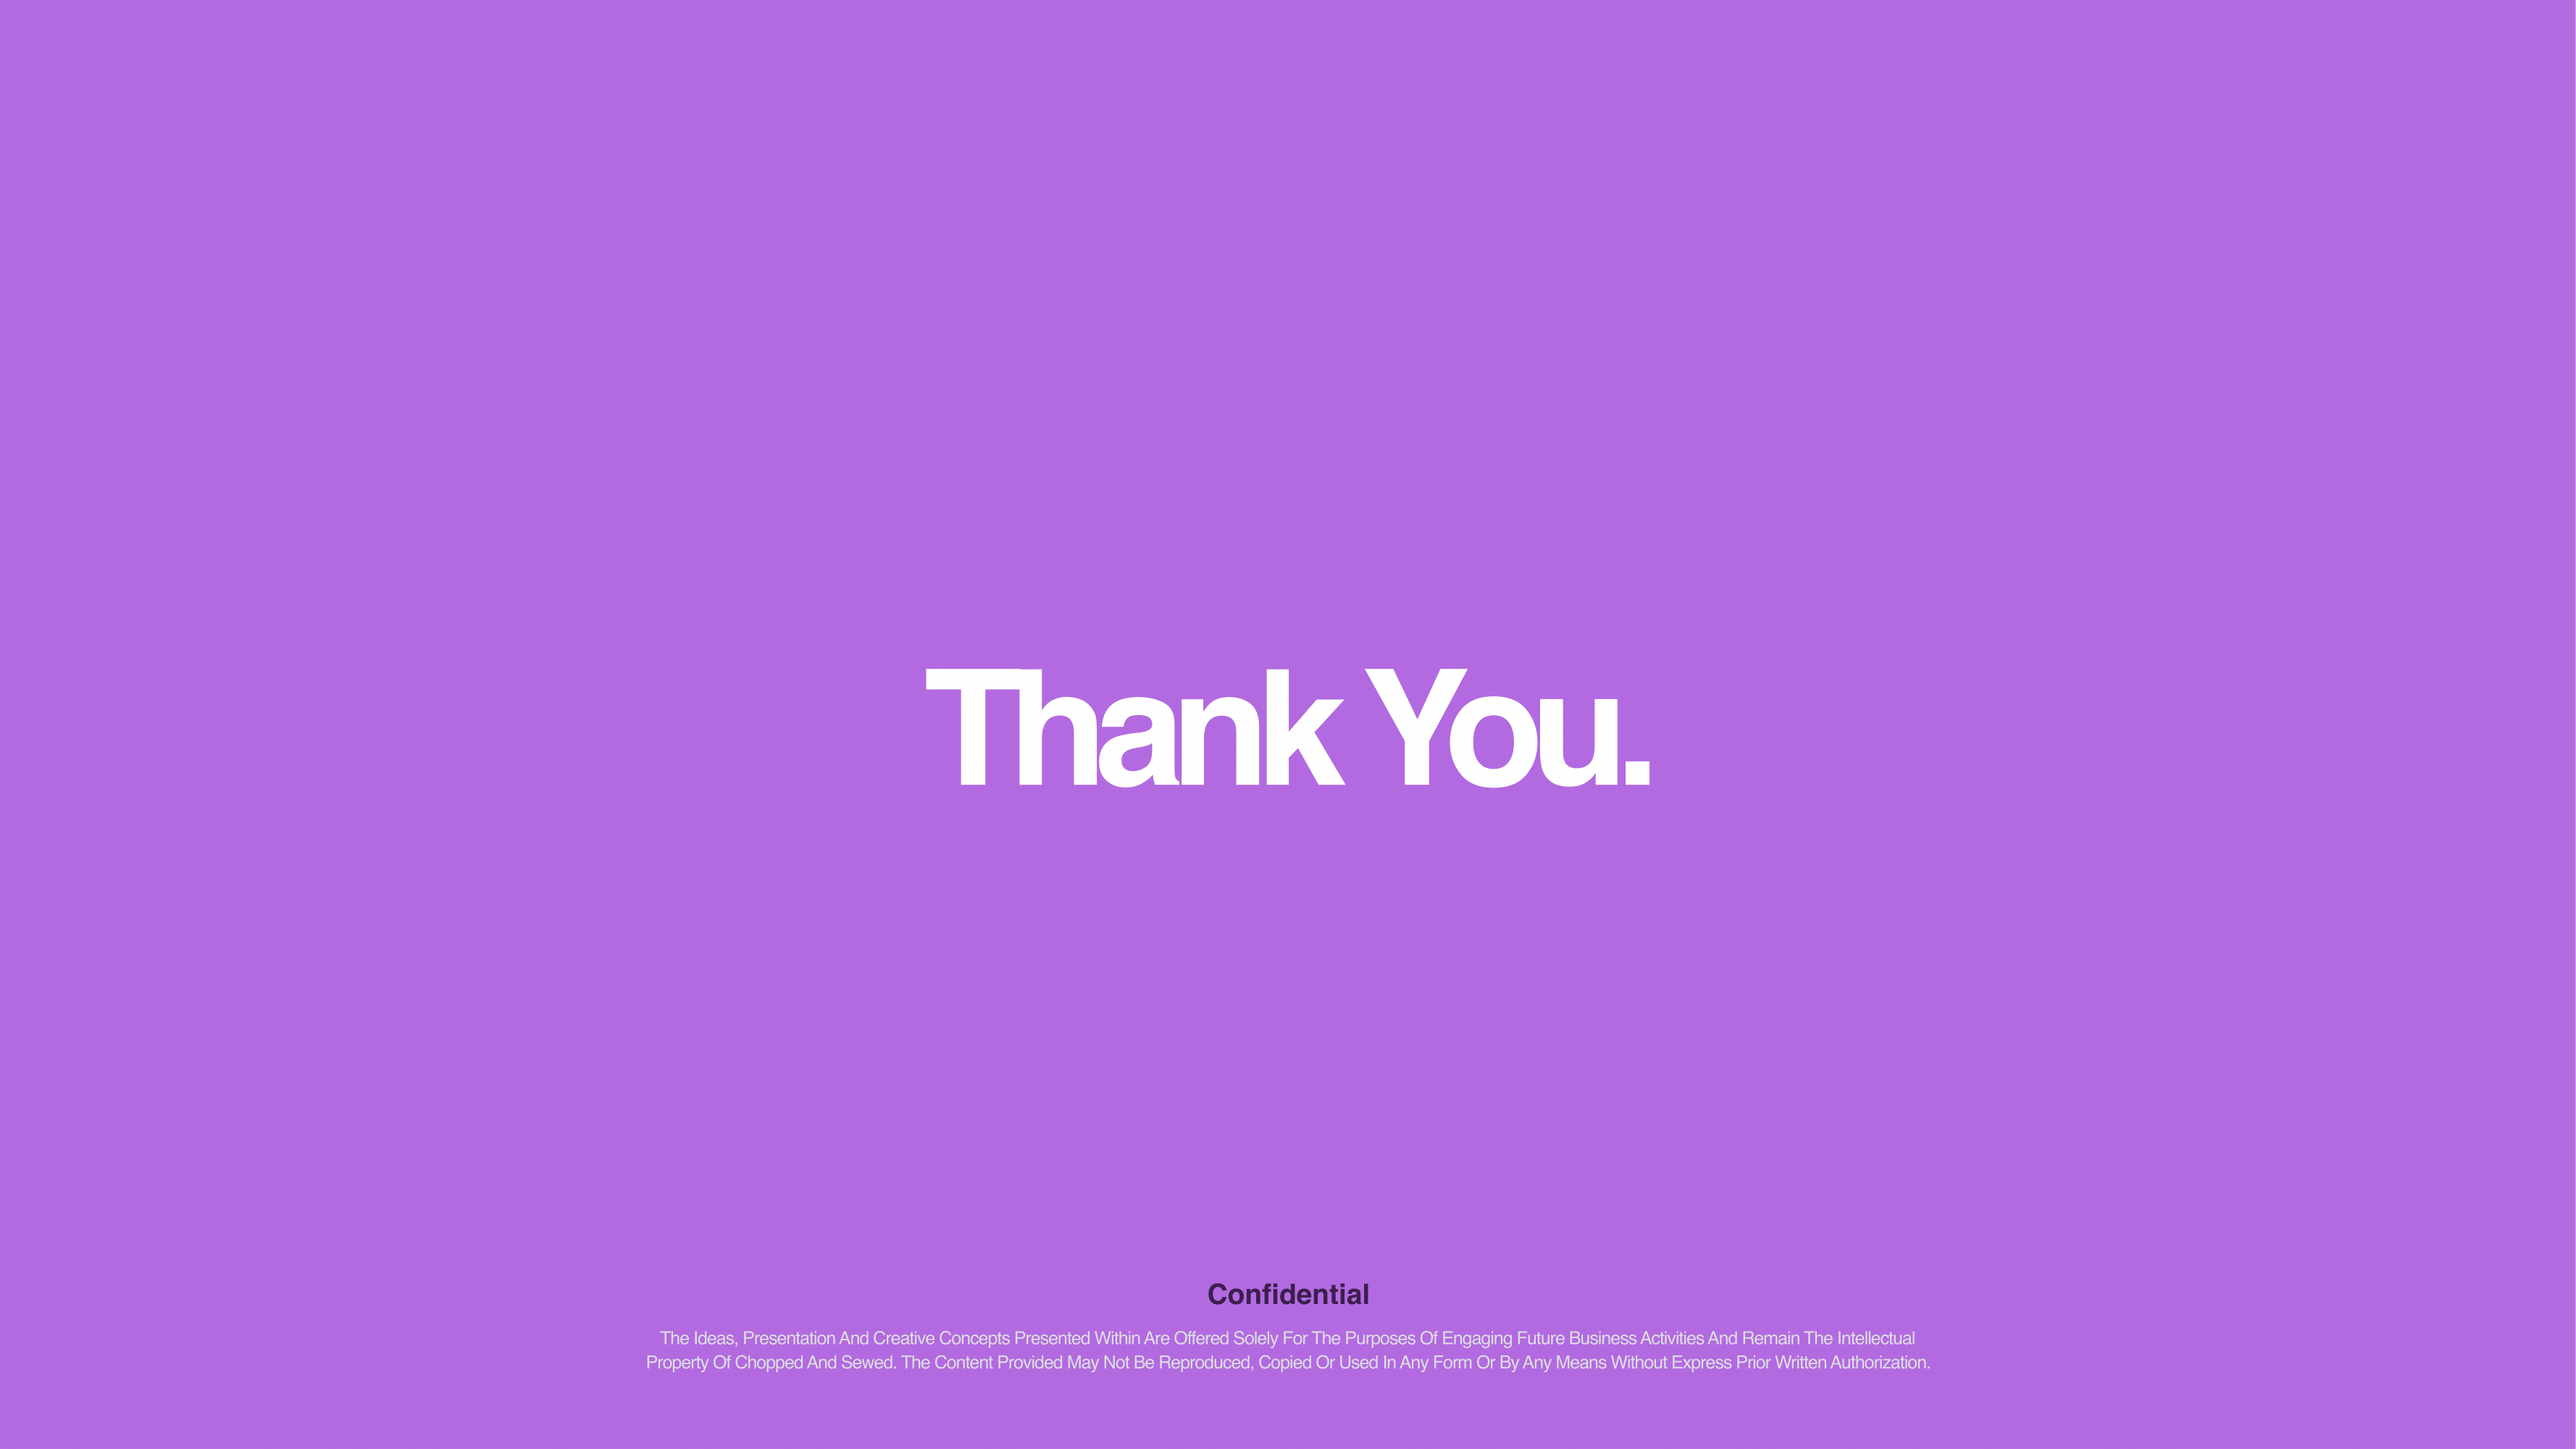 Thank You.
Confidential
The Ideas, Presentation And Creative Concepts Presented Within Are Offered Solely For The Purposes Of Engaging Future Business Activities And Remain The Intellectual
Property Of Chopped And Sewed. The Content Provided May Not Be Reproduced, Copied Or Used In Any Form Or By Any Means Without Express Prior Written Authorization.